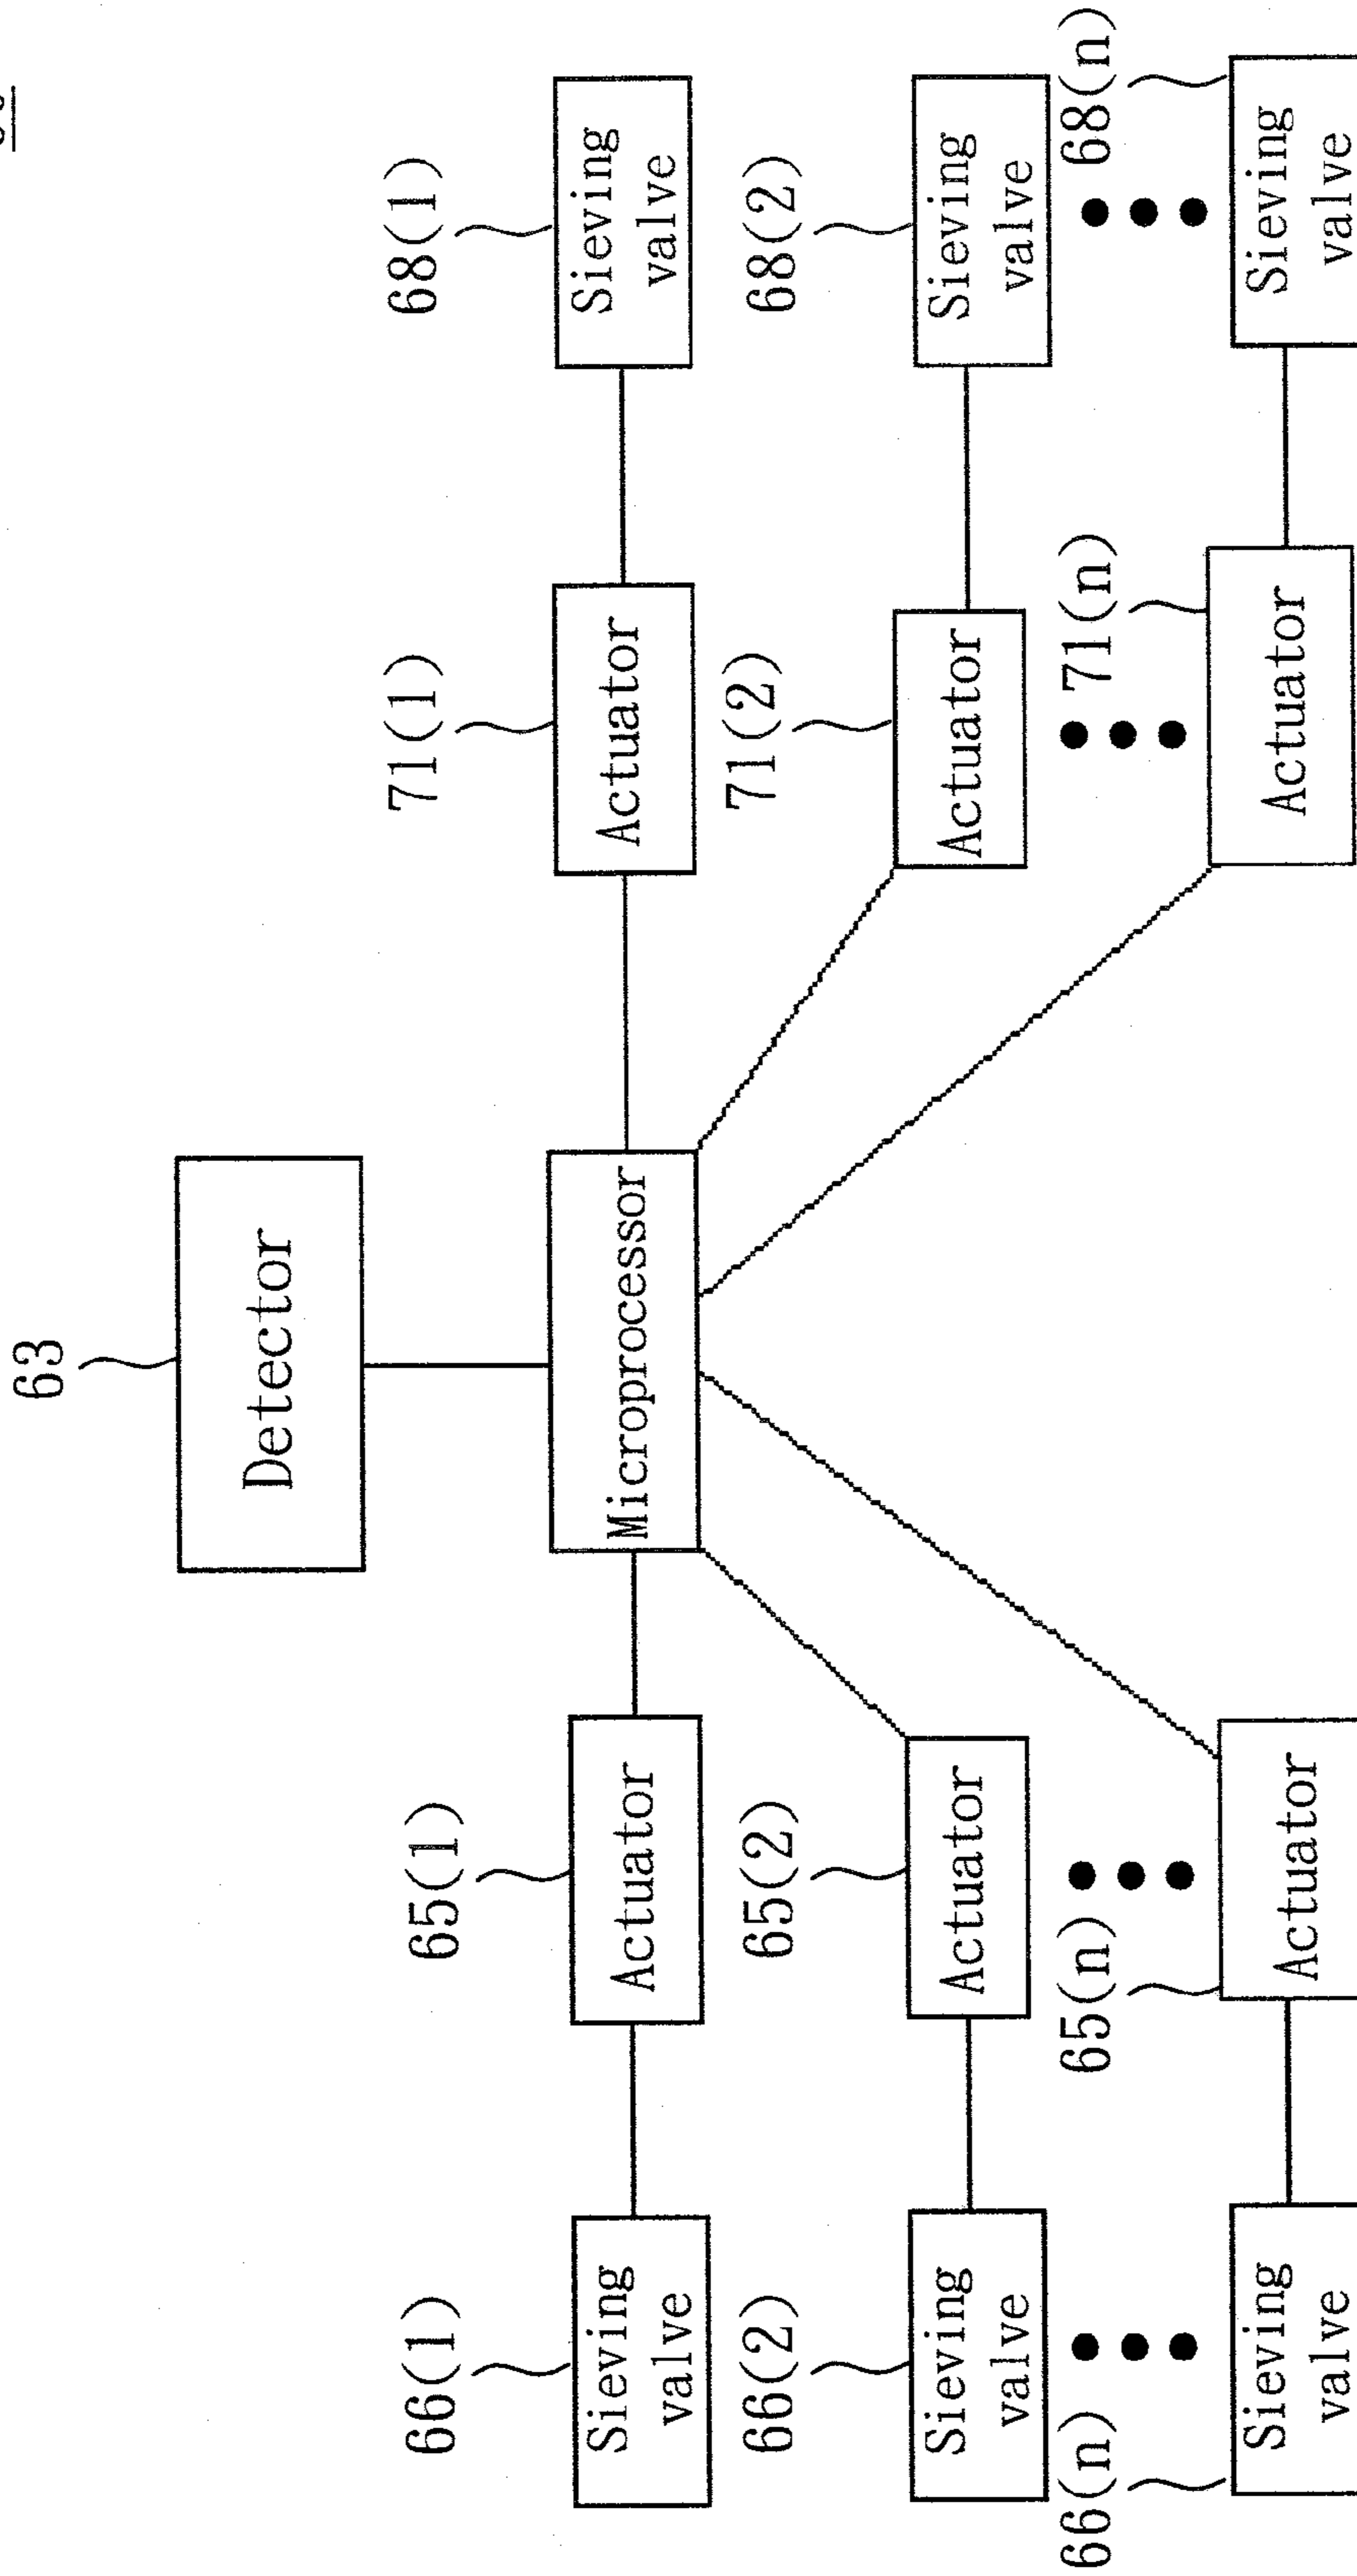 63
Detector
66(1)
65(1)
71(1)
68(1)
Sieving
valve
Actuator
Microprocessor
Actuator
Sieving
valve
66(2)
65(2)
71(2)
68(2)
Sieving
valve
Actuator
Actuator
Sieving
valve
66(n)
65(n)
71(n)
68(n)
Sieving
valve
Actuator
Actuator
Sieving
valve